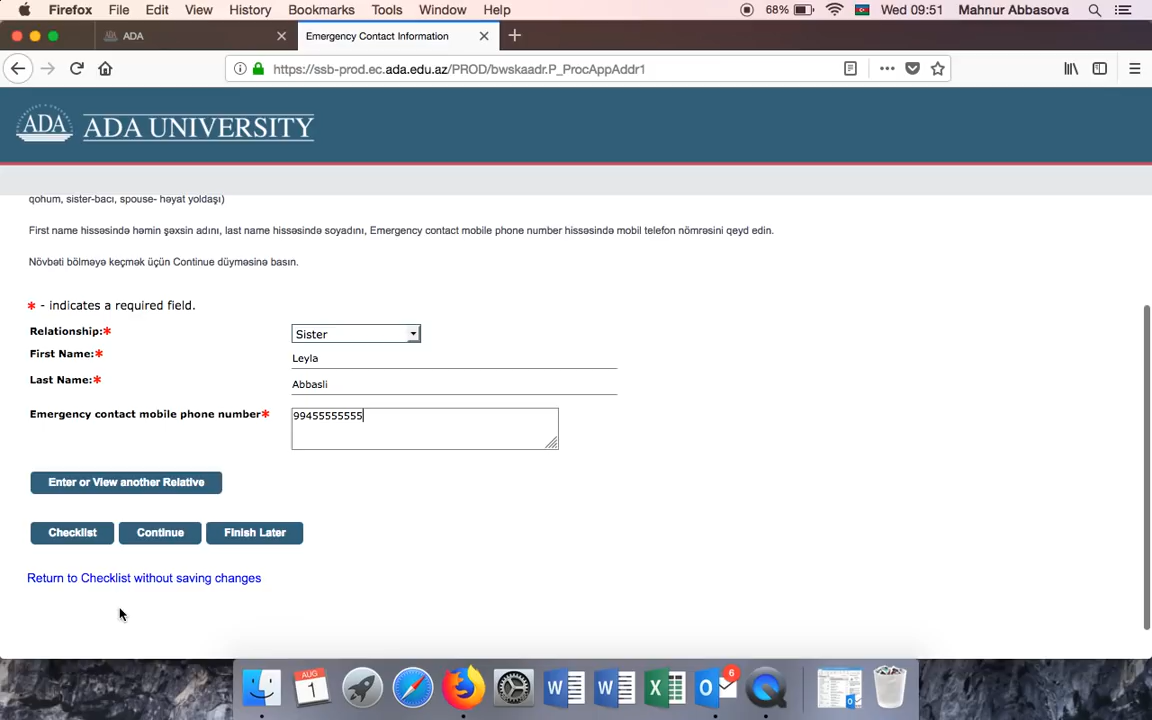 Firefox File Edit View History Bookmarks Tools Window Help 68% Wed 09:51 Mahnur Abbasova
ADA Emergency Contact Information
https://ssb-prod.ec.ada.edu.az/PROD/bwskaadr.P_ProcAppAddr1
ADA ADA UNIVERSITY
qohum, sister-bacı, spouse- həyat yoldaşı)
First name hissəsində həmin şəxsin adını, last name hissəsində soyadını, Emergency contact mobile phone number hissəsində mobil telefon nömrəsini qeyd edin.
Növbəti bölməyə keçmək üçün Continue düyməsinə basın.
* - indicates a required field.
Relationship:* Sister
First Name:* Leyla
Last Name:* Abbasli
Emergency contact mobile phone number* 99455555555
Enter or View another Relative
Checklist Continue Finish Later
Return to Checklist without saving changes
AUG
1
6